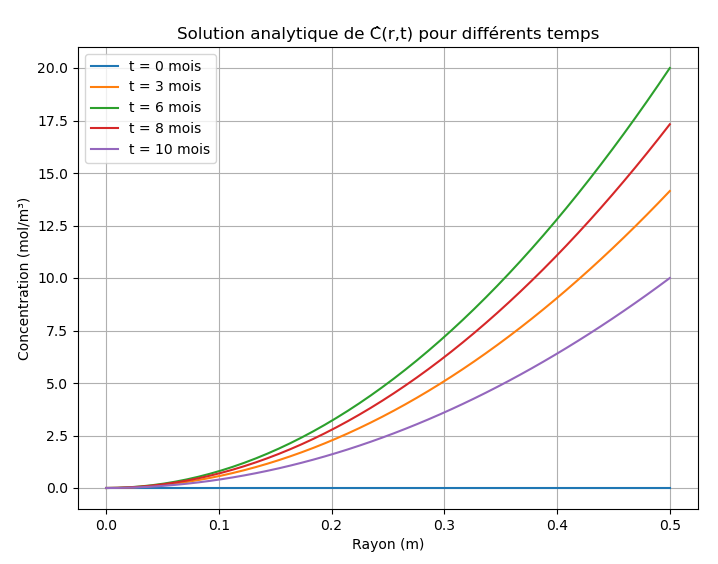 Solution analytique de Ĉ(r,t) pour différents temps
t = 0 mois
t = 3 mois
t = 6 mois
t = 8 mois
t = 10 mois
Concentration (mol/m³)
20.0
17.5
15.0
12.5
10.0
7.5
5.0
2.5
0.0
0.0 0.1 0.2 0.3 0.4 0.5
Rayon (m)